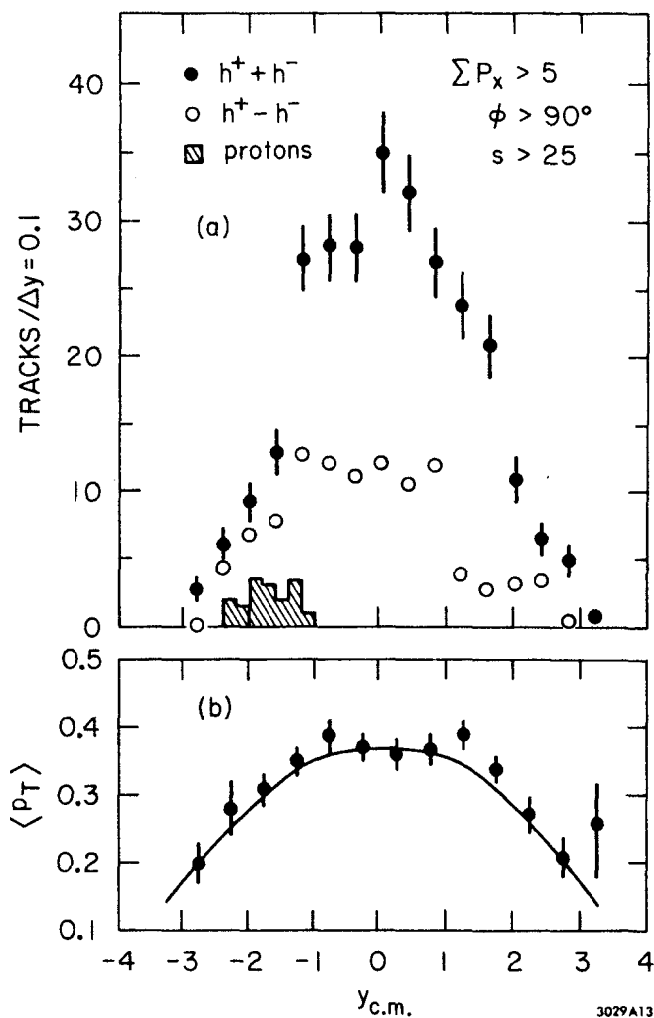 h⁺ + h⁻
h⁺ − h⁻
protons
∑ Pₓ > 5
ϕ > 90°
s > 25
(a)
TRACKS / Δy = 0.1
40
30
20
10
0
(b)
⟨p_T⟩
0.5
0.4
0.3
0.2
0.1
-4 -3 -2 -1 0 1 2 3 4
y_c.m.
3029A13